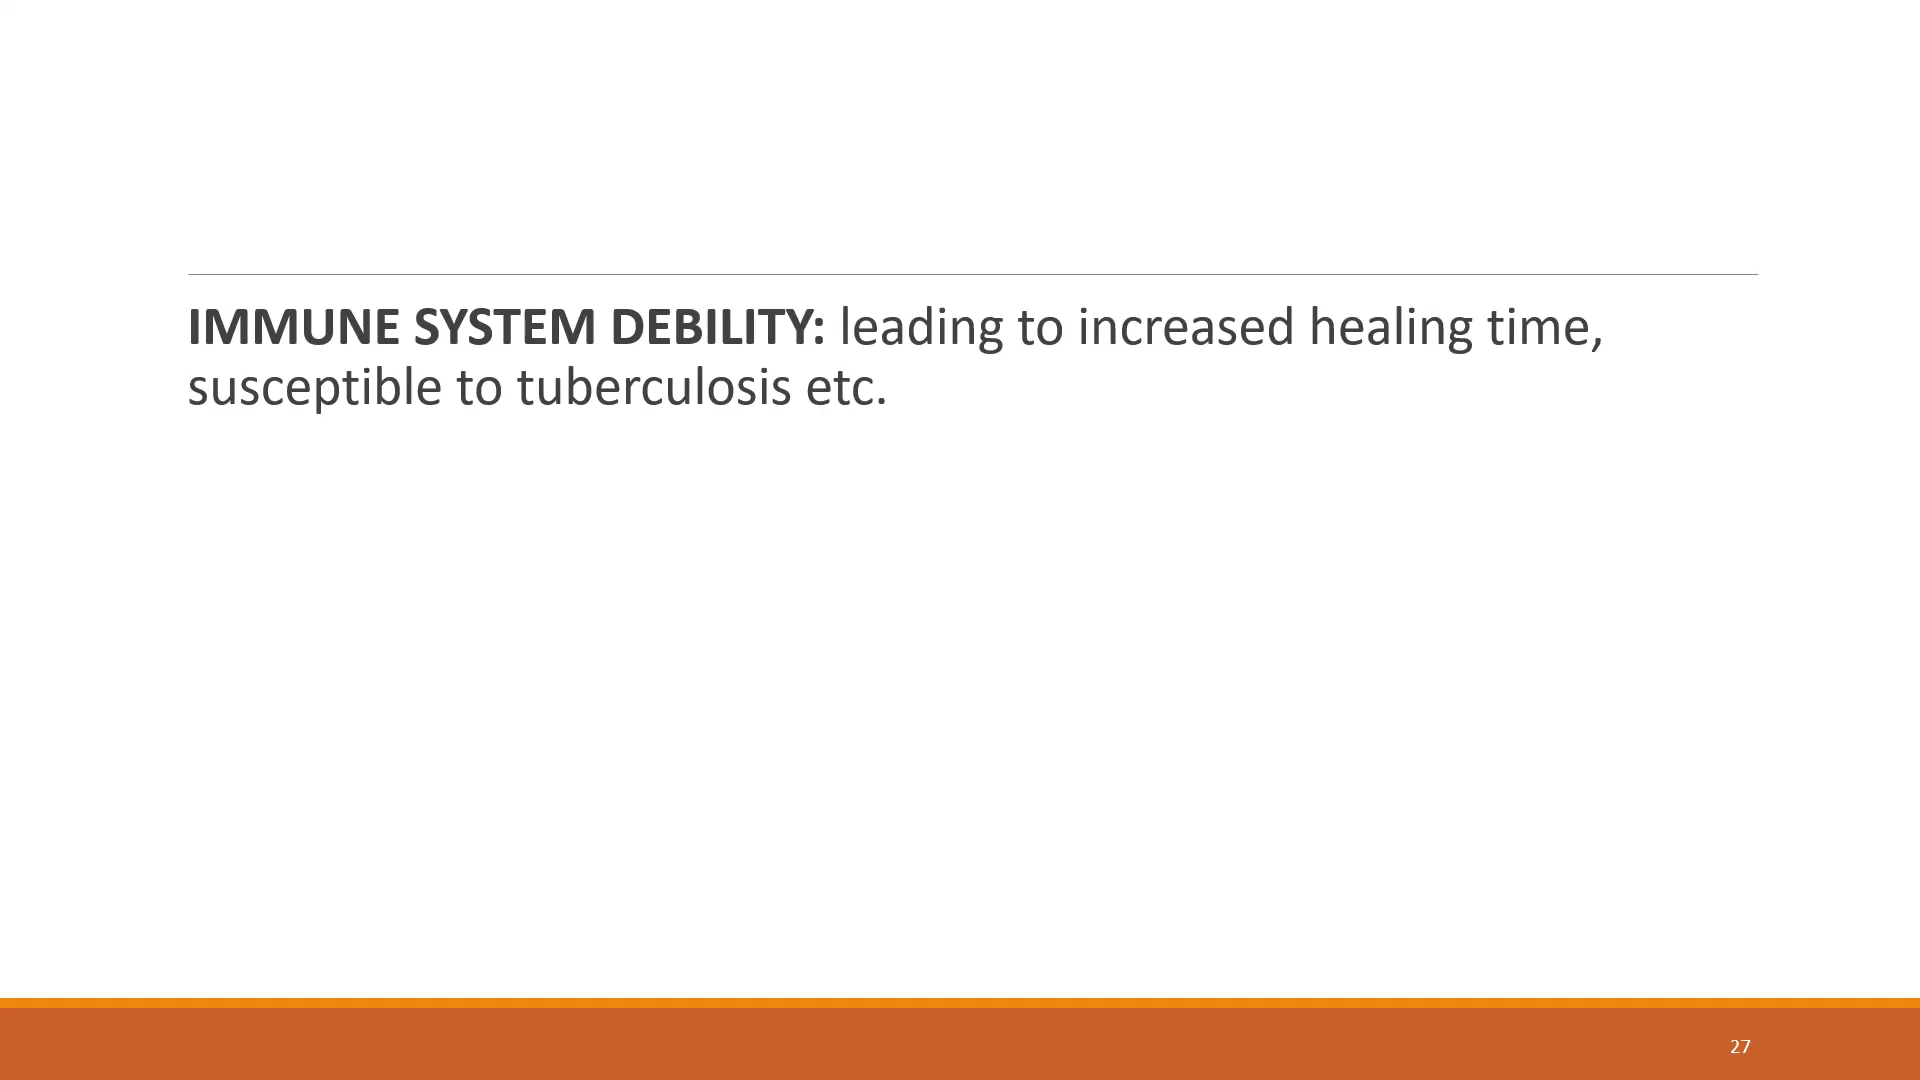 IMMUNE SYSTEM DEBILITY: leading to increased healing time,
susceptible to tuberculosis etc.
27